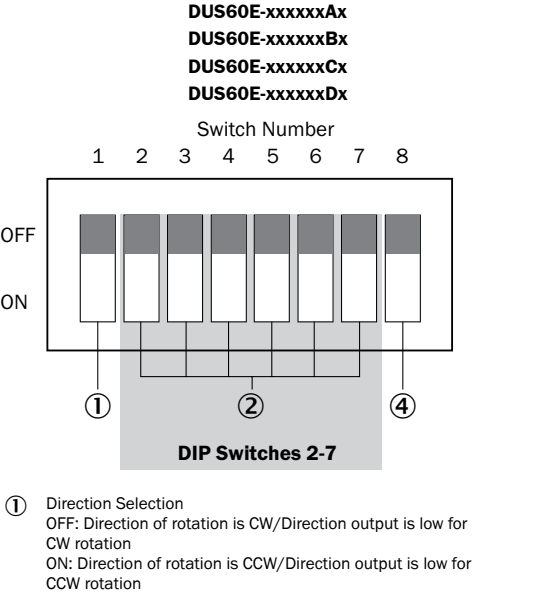 DUS60E-xxxxxxAx
DUS60E-xxxxxxBx
DUS60E-xxxxxxCx
DUS60E-xxxxxxDx
Switch Number
1 2 3 4 5 6 7 8
OFF
ON
① ② ④
DIP Switches 2-7
① Direction Selection
OFF: Direction of rotation is CW/Direction output is low for
CW rotation
ON: Direction of rotation is CCW/Direction output is low for
CCW rotation